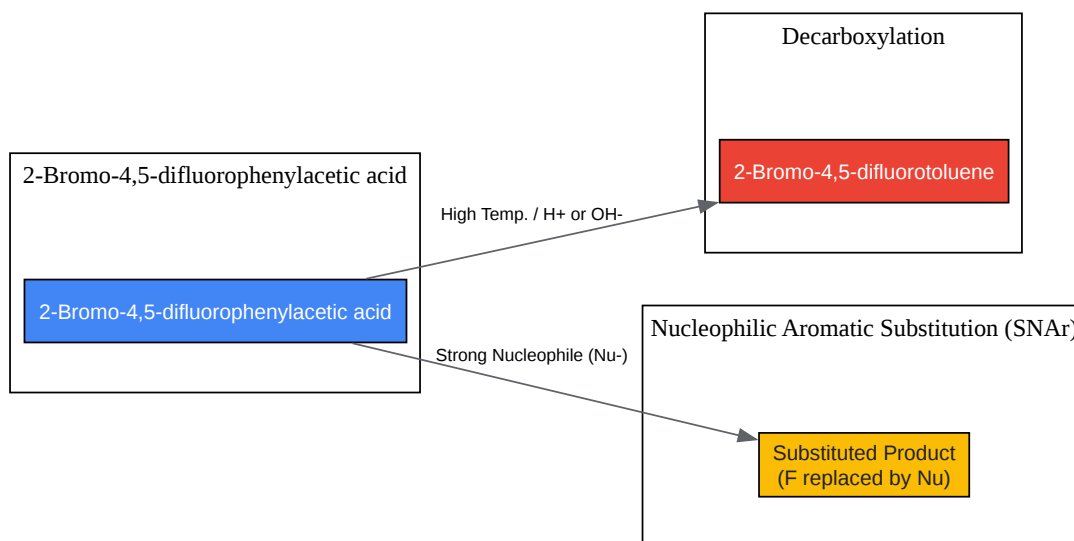 Decarboxylation
2-Bromo-4,5-difluorotoluene
2-Bromo-4,5-difluorophenylacetic acid
High Temp. / H+ or OH-
2-Bromo-4,5-difluorophenylacetic acid
Strong Nucleophile (Nu-)
Nucleophilic Aromatic Substitution (SNAr)
Substituted Product
(F replaced by Nu)